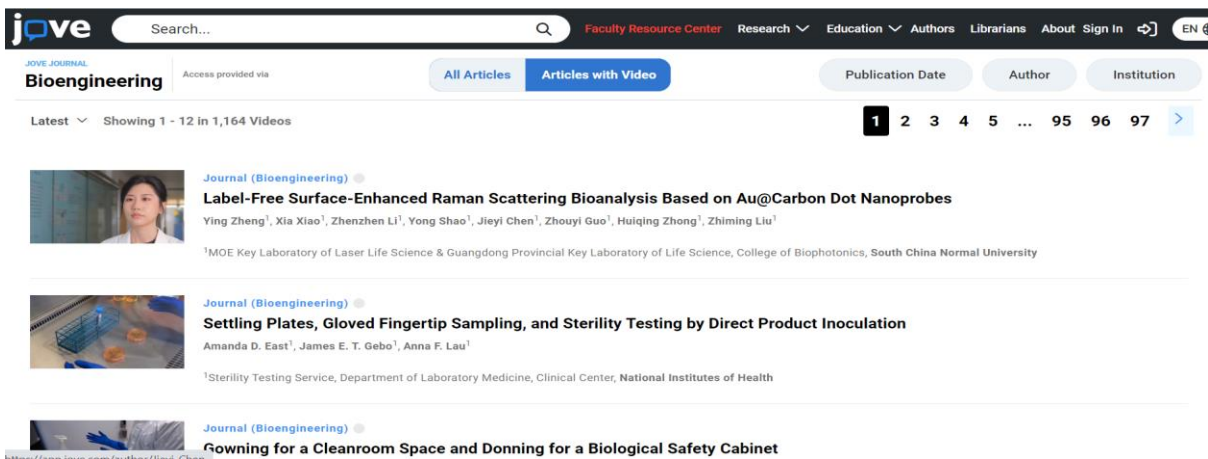 jove Search... Faculty Resource Center Research Education Authors Librarians About Sign In EN
JOVE JOURNAL
Bioengineering Access provided via All Articles Articles with Video Publication Date Author Institution
Latest Showing 1 - 12 in 1,164 Videos 1 2 3 4 5 ... 95 96 97 >
Journal (Bioengineering)
Label-Free Surface-Enhanced Raman Scattering Bioanalysis Based on Au@Carbon Dot Nanoprobes
Ying Zheng¹, Xia Xiao¹, Zhenzhen Li¹, Yong Shao¹, Jieyi Chen¹, Zhouyi Guo¹, Huiqing Zhong¹, Zhiming Liu¹
¹MOE Key Laboratory of Laser Life Science & Guangdong Provincial Key Laboratory of Life Science, College of Biophotonics, South China Normal University
Journal (Bioengineering)
Settling Plates, Gloved Fingertip Sampling, and Sterility Testing by Direct Product Inoculation
Amanda D. East¹, James E. T. Gebo¹, Anna F. Lau¹
¹Sterility Testing Service, Department of Laboratory Medicine, Clinical Center, National Institutes of Health
Journal (Bioengineering)
Gowning for a Cleanroom Space and Donning for a Biological Safety Cabinet